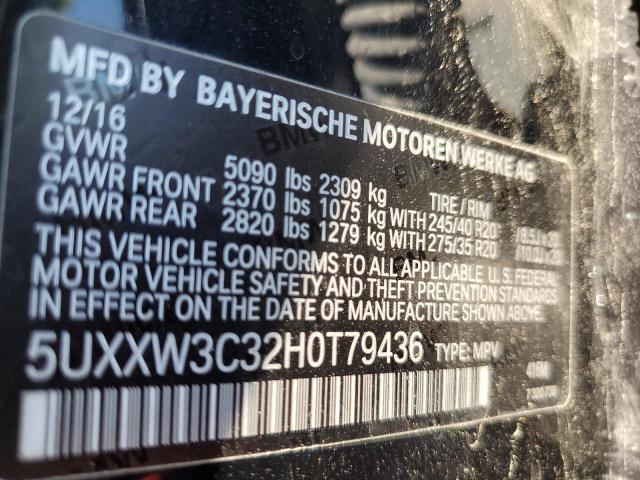 MFD BY BAYERISCHE MOTOREN WERKE AG
12/16
GVWR 5090 lbs 2309 kg TIRE / RIM
GAWR FRONT 2370 lbs 1075 kg WITH 245/40 R20
GAWR REAR 2820 lbs 1279 kg WITH 275/35 R20
THIS VEHICLE CONFORMS TO ALL APPLICABLE U.S. FEDERAL
MOTOR VEHICLE SAFETY AND THEFT PREVENTION STANDARDS
IN EFFECT ON THE DATE OF MANUFACTURE SHOWN ABOVE.
5UXXW3C32H0T79436 TYPE: MPV